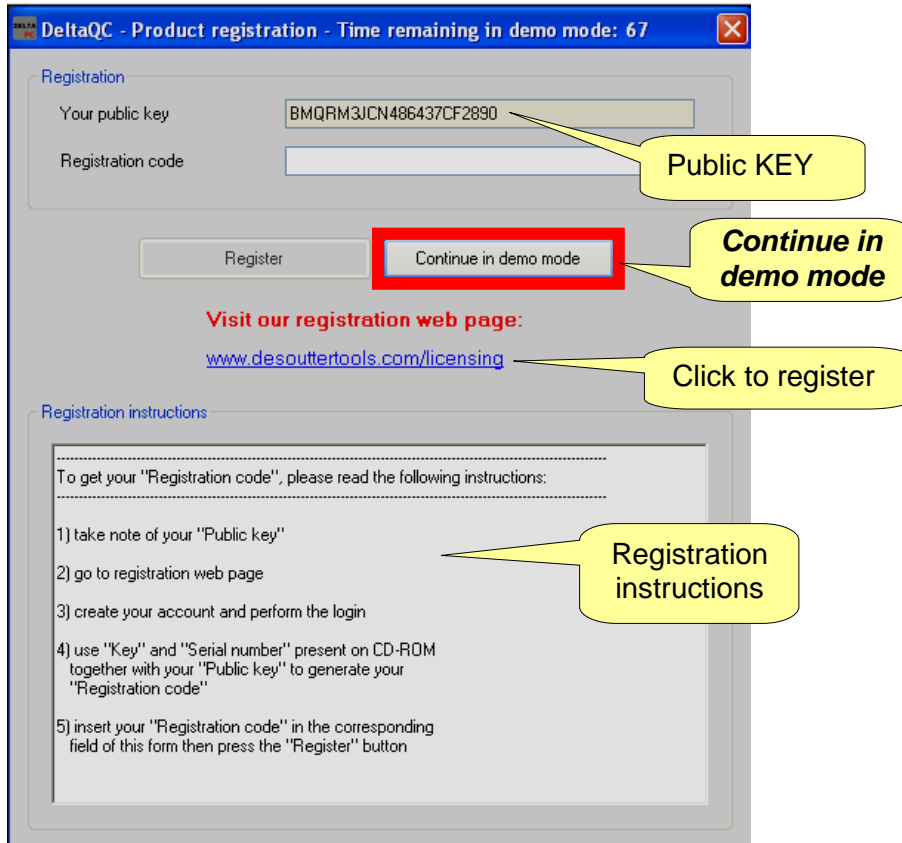 DELTA
PC
DeltaQC - Product registration - Time remaining in demo mode: 67
Registration
Your public key
BMQRM3JCN486437CF2890
Public KEY
Registration code
Register
Continue in demo mode
Continue in
demo mode
Visit our registration web page:
www.desouttertools.com/licensing
Click to register
Registration instructions
----------------------------------------------------------------
To get your "Registration code", please read the following instructions:
----------------------------------------------------------------
1) take note of your "Public key"
2) go to registration web page
3) create your account and perform the login
4) use "Key" and "Serial number" present on CD-ROM
together with your "Public key" to generate your
"Registration code"
5) insert your "Registration code" in the corresponding
field of this form then press the "Register" button
Registration
instructions